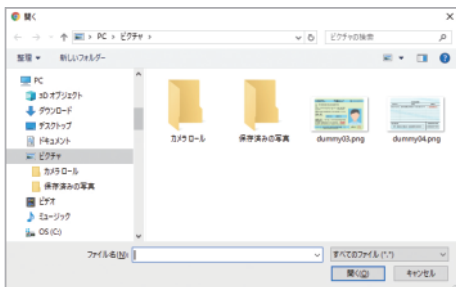 開く
PC › ピクチャ ›
ピクチャの検索
整理 ▼ 新しいフォルダー
PC
3D オブジェクト
ダウンロード
デスクトップ
ドキュメント
ピクチャ
カメラロール
保存済みの写真
ビデオ
ミュージック
OS (C:)
カメラロール
保存済みの写真
dummy03.png
dummy04.png
ファイル名(N):
すべてのファイル (*.*)
開く(O)
キャンセル